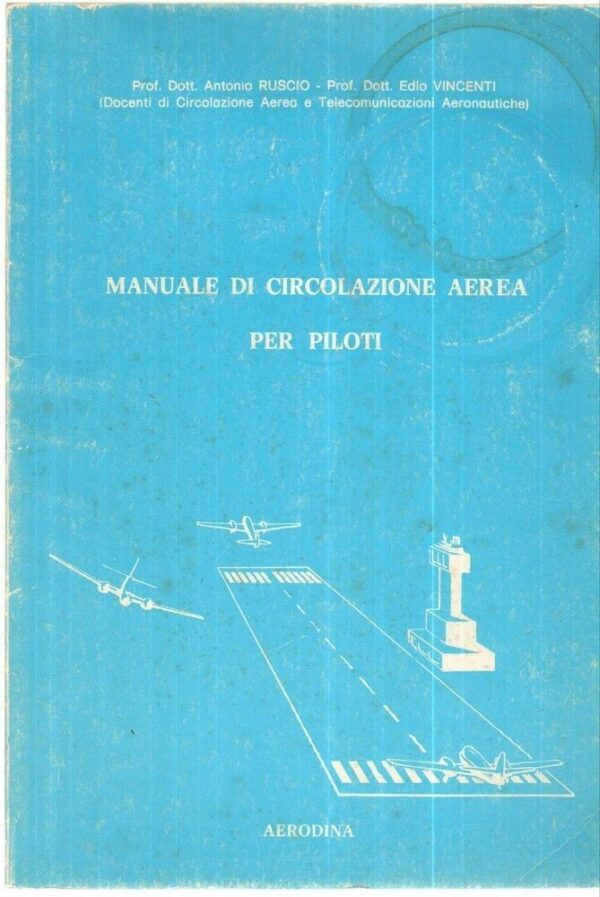 Prof. Dott. Antonio RUSCIO - Prof. Dott. Edio VINCENTI
(Docenti di Circolazione Aerea e Telecomunicazioni Aeronautiche)
MANUALE DI CIRCOLAZIONE AEREA
PER PILOTI
AERODINA